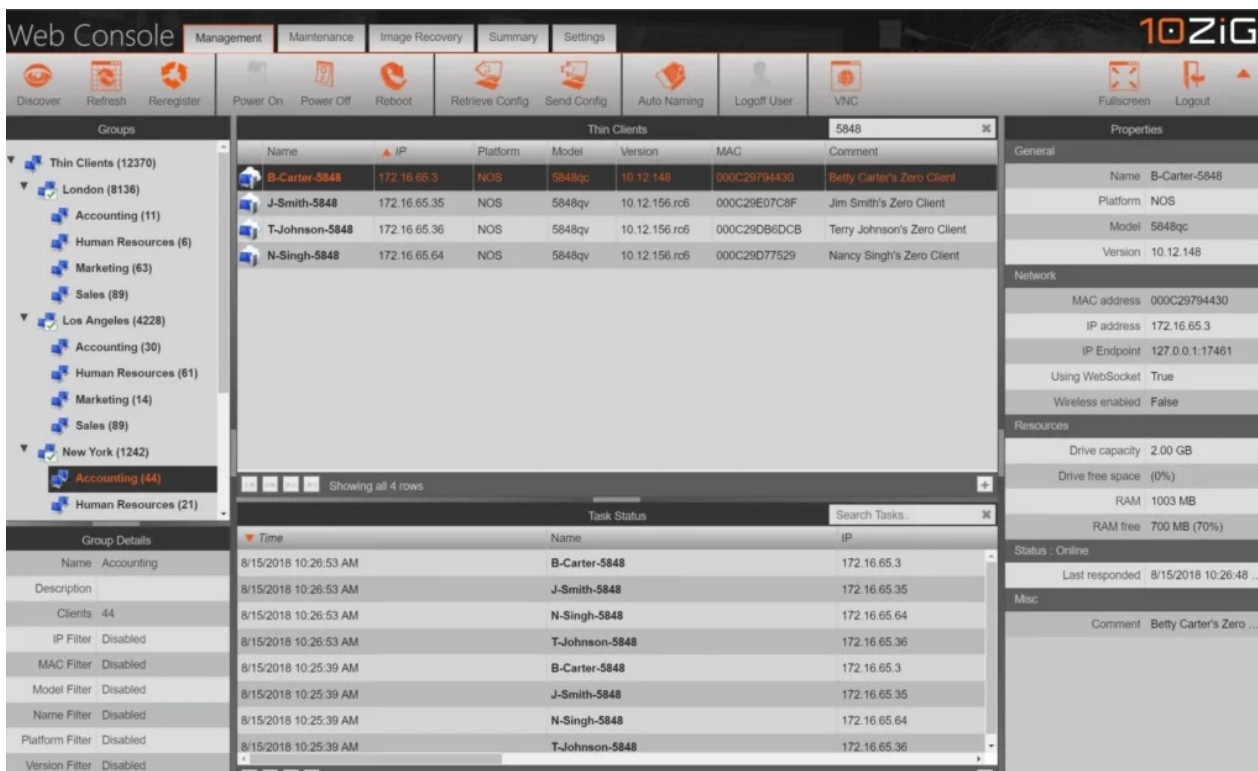 Web Console
Management
Maintenance
Image Recovery
Summary
Settings
10ZiG
Discover
Refresh
Reregister
Power On
Power Off
Reboot
Retrieve Config
Send Config
Auto Naming
Logoff User
VNC
Fullscreen
Logout
Groups
Thin Clients (12370)
London (8136)
Accounting (11)
Human Resources (6)
Marketing (63)
Sales (89)
Los Angeles (4228)
Accounting (30)
Human Resources (61)
Marketing (14)
Sales (89)
New York (1242)
Accounting (44)
Human Resources (21)
Group Details
Name Accounting
Description
Clients 44
IP Filter Disabled
MAC Filter Disabled
Model Filter Disabled
Name Filter Disabled
Platform Filter Disabled
Version Filter Disabled
Thin Clients
5848
Name IP Platform Model Version MAC Comment
B-Carter-5848 172.16.65.3 NOS 5848qc 10.12.148 000C29794430 Betty Carter's Zero Client
J-Smith-5848 172.16.65.35 NOS 5848qv 10.12.156.rc6 000C29E07C8F Jim Smith's Zero Client
T-Johnson-5848 172.16.65.36 NOS 5848qv 10.12.156.rc6 000C29DB6DCB Terry Johnson's Zero Client
N-Singh-5848 172.16.65.64 NOS 5848qv 10.12.156.rc6 000C29D77529 Nancy Singh's Zero Client
Showing all 4 rows
Task Status
Search Tasks..
Time Name IP
8/15/2018 10:26:53 AM B-Carter-5848 172.16.65.3
8/15/2018 10:26:53 AM J-Smith-5848 172.16.65.35
8/15/2018 10:26:53 AM N-Singh-5848 172.16.65.64
8/15/2018 10:26:53 AM T-Johnson-5848 172.16.65.36
8/15/2018 10:25:39 AM B-Carter-5848 172.16.65.3
8/15/2018 10:25:39 AM J-Smith-5848 172.16.65.35
8/15/2018 10:25:39 AM N-Singh-5848 172.16.65.64
8/15/2018 10:25:39 AM T-Johnson-5848 172.16.65.36
Properties
General
Name B-Carter-5848
Platform NOS
Model 5848qc
Version 10.12.148
Network
MAC address 000C29794430
IP address 172.16.65.3
IP Endpoint 127.0.0.1:17461
Using WebSocket True
Wireless enabled False
Resources
Drive capacity 2.00 GB
Drive free space (0%)
RAM 1003 MB
RAM free 700 MB (70%)
Status : Online
Last responded 8/15/2018 10:26:48 ...
Misc
Comment Betty Carter's Zero ...